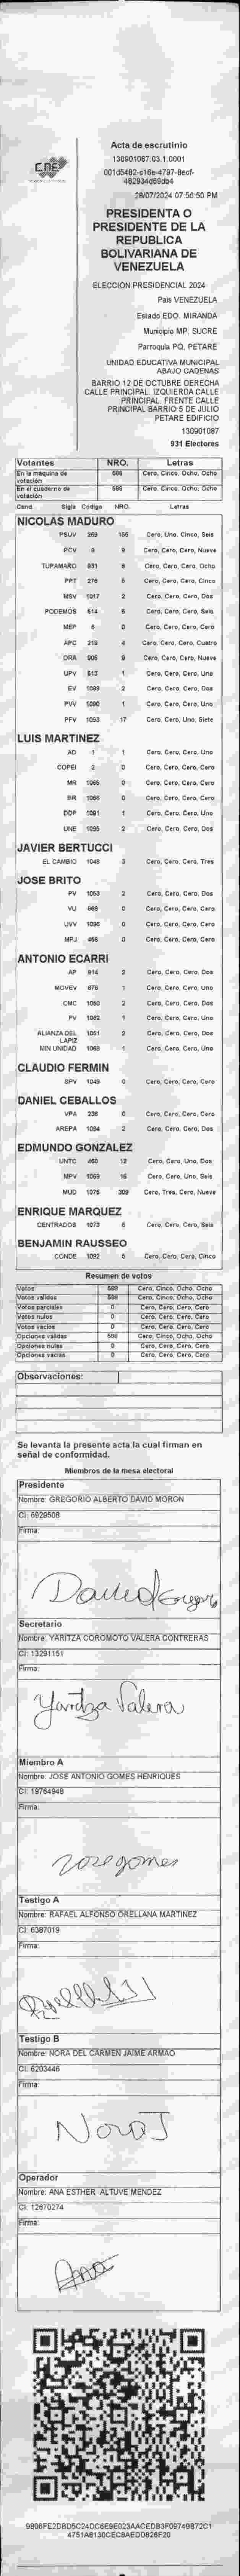 CNE
Acta de escrutinio
130901087.03.1.0001
001d5482-c16e-4797-8ecf-
482934d69db4
28/07/2024 07:56:50 PM
PRESIDENTA O
PRESIDENTE DE LA
REPUBLICA
BOLIVARIANA DE
VENEZUELA
ELECCIÓN PRESIDENCIAL 2024
País VENEZUELA
Estado EDO. MIRANDA
Municipio MP. SUCRE
Parroquia PQ. PETARE
UNIDAD EDUCATIVA MUNICIPAL
ABAJO CADENAS
BARRIO 12 DE OCTUBRE DERECHA
CALLE PRINCIPAL. IZQUIERDA CALLE
PRINCIPAL. FRENTE CALLE
PRINCIPAL BARRIO 5 DE JULIO
PETARE EDIFICIO
130901087
931 Electores
Votantes NRO. Letras
En la máquina de votación 588 Cero, Cinco, Ocho, Ocho
En el cuaderno de votación 588 Cero, Cinco, Ocho, Ocho
Cand Sigla Código NRO. Letras
NICOLAS MADURO
PSUV 269 156 Cero, Uno, Cinco, Seis
PCV 9 9 Cero, Cero, Cero, Nueve
TUPAMARO 831 8 Cero, Cero, Cero, Ocho
PPT 278 5 Cero, Cero, Cero, Cinco
MSV 1017 2 Cero, Cero, Cero, Dos
PODEMOS 514 6 Cero, Cero, Cero, Seis
MEP 6 0 Cero, Cero, Cero, Cero
APC 219 4 Cero, Cero, Cero, Cuatro
ORA 905 9 Cero, Cero, Cero, Nueve
UPV 513 1 Cero, Cero, Cero, Uno
EV 1089 2 Cero, Cero, Cero, Dos
PVV 1090 1 Cero, Cero, Cero, Uno
PFV 1093 17 Cero, Cero, Uno, Siete
LUIS MARTINEZ
AD 1 1 Cero, Cero, Cero, Uno
COPEI 2 0 Cero, Cero, Cero, Cero
MR 1065 0 Cero, Cero, Cero, Cero
BR 1066 0 Cero, Cero, Cero, Cero
DDP 1091 1 Cero, Cero, Cero, Uno
UNE 1095 2 Cero, Cero, Cero, Dos
JAVIER BERTUCCI
EL CAMBIO 1048 3 Cero, Cero, Cero, Tres
JOSE BRITO
PV 1053 2 Cero, Cero, Cero, Dos
VU 968 0 Cero, Cero, Cero, Cero
UVV 1096 0 Cero, Cero, Cero, Cero
MPJ 458 0 Cero, Cero, Cero, Cero
ANTONIO ECARRI
AP 914 2 Cero, Cero, Cero, Dos
MOVEV 878 1 Cero, Cero, Cero, Uno
CMC 1060 2 Cero, Cero, Cero, Dos
FV 1062 1 Cero, Cero, Cero, Uno
ALIANZA DEL LAPIZ 1051 2 Cero, Cero, Cero, Dos
MIN UNIDAD 1068 1 Cero, Cero, Cero, Uno
CLAUDIO FERMIN
SPV 1049 0 Cero, Cero, Cero, Cero
DANIEL CEBALLOS
VPA 238 0 Cero, Cero, Cero, Cero
AREPA 1094 2 Cero, Cero, Cero, Dos
EDMUNDO GONZALEZ
UNTC 460 12 Cero, Cero, Uno, Dos
MPV 1069 16 Cero, Cero, Uno, Seis
MUD 1075 309 Cero, Tres, Cero, Nueve
ENRIQUE MARQUEZ
CENTRADOS 1073 6 Cero, Cero, Cero, Seis
BENJAMIN RAUSSEO
CONDE 1092 5 Cero, Cero, Cero, Cinco
Resumen de votos
Votos 588 Cero, Cinco, Ocho, Ocho
Votos válidos 588 Cero, Cinco, Ocho, Ocho
Votos parciales 0 Cero, Cero, Cero, Cero
Votos nulos 0 Cero, Cero, Cero, Cero
Votos vacíos 0 Cero, Cero, Cero, Cero
Opciones válidas 588 Cero, Cinco, Ocho, Ocho
Opciones nulas 0 Cero, Cero, Cero, Cero
Opciones vacías 0 Cero, Cero, Cero, Cero
Observaciones:
Se levanta la presente acta la cual firman en
señal de conformidad.
Miembros de la mesa electoral
Presidente
Nombre: GREGORIO ALBERTO DAVID MORON
CI: 6929508
Firma:
Secretario
Nombre: YARITZA COROMOTO VALERA CONTRERAS
CI: 13291151
Firma:
Yaritza Valera
Miembro A
Nombre: JOSE ANTONIO GOMES HENRIQUES
CI: 19764948
Firma:
Jose gomes
Testigo A
Nombre: RAFAEL ALFONSO ORELLANA MARTINEZ
CI: 6387019
Firma:
Testigo B
Nombre: NORA DEL CARMEN JAIME ARMAO
CI: 6203446
Firma:
Nora J
Operador
Nombre: ANA ESTHER ALTUVE MENDEZ
CI: 12670274
Firma:
Ana